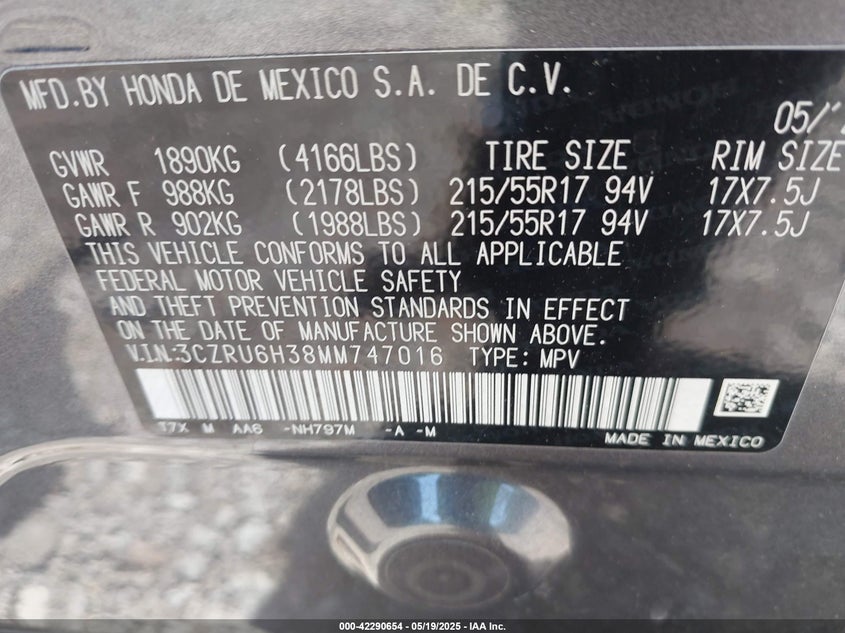 MFD.BY HONDA DE MEXICO S.A. DE C.V.
05/
GVWR 1890KG (4166LBS) TIRE SIZE RIM SIZE
GAWR F 988KG (2178LBS) 215/55R17 94V 17X7.5J
GAWR R 902KG (1988LBS) 215/55R17 94V 17X7.5J
THIS VEHICLE CONFORMS TO ALL APPLICABLE
FEDERAL MOTOR VEHICLE SAFETY
AND THEFT PREVENTION STANDARDS IN EFFECT
ON THE DATE OF MANUFACTURE SHOWN ABOVE.
V.I.N:3CZRU6H38MM747016 TYPE: MPV
T7X M AA6 -NH797M -A -M
MADE IN MEXICO
000-42290654 - 05/19/2025 - IAA Inc.